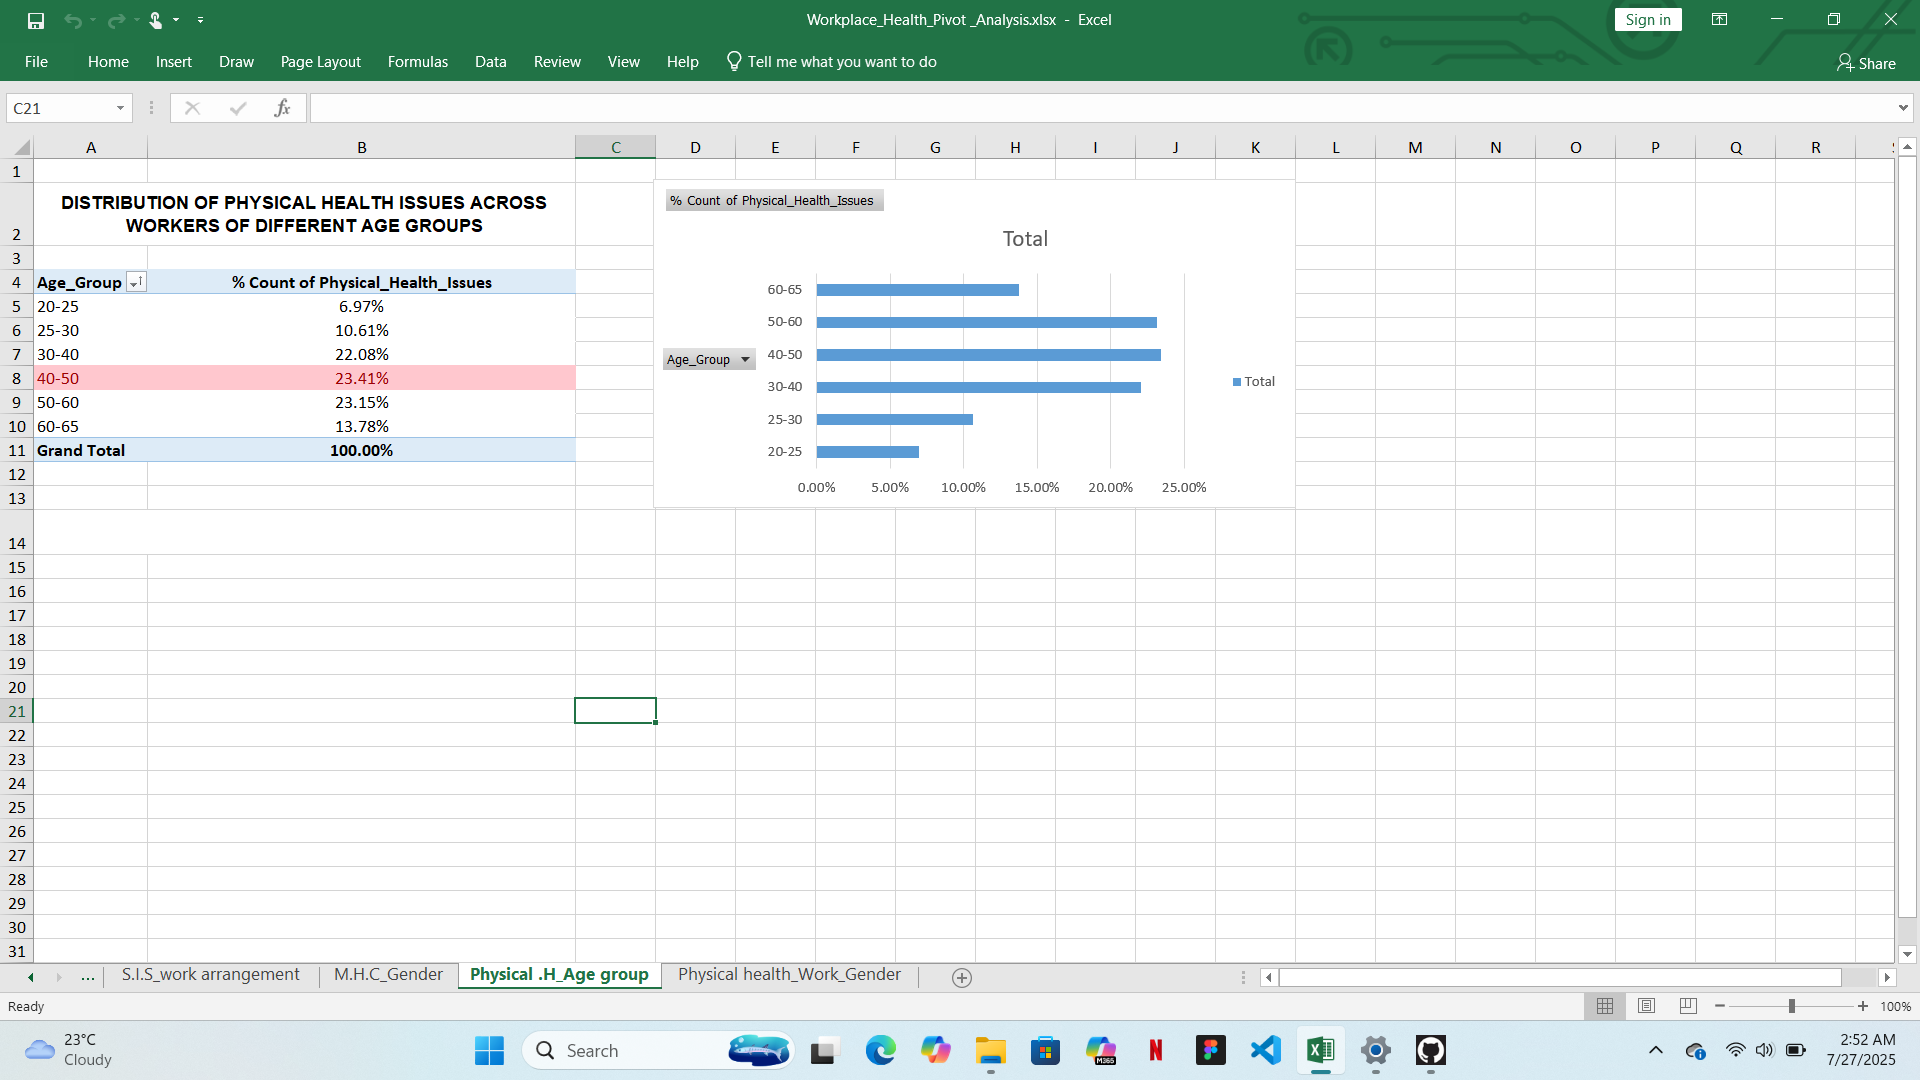 Workplace_Health_Pivot _Analysis.xlsx - Excel
Sign in
File Home Insert Draw Page Layout Formulas Data Review View Help Tell me what you want to do
Share
C21
fx
A B C D E F G H I J K L M N O P Q R
1
2 DISTRIBUTION OF PHYSICAL HEALTH ISSUES ACROSS
WORKERS OF DIFFERENT AGE GROUPS
3
4 Age_Group % Count of Physical_Health_Issues
5 20-25 6.97%
6 25-30 10.61%
7 30-40 22.08%
8 40-50 23.41%
9 50-60 23.15%
10 60-65 13.78%
11 Grand Total 100.00%
12
13
14
15
16
17
18
19
20
21
22
23
24
25
26
27
28
29
30
31
% Count of Physical_Health_Issues
Total
Age_Group
60-65
50-60
40-50
30-40
25-30
20-25
0.00% 5.00% 10.00% 15.00% 20.00% 25.00%
Total
... S.I.S_work arrangement M.H.C_Gender Physical .H_Age group Physical health_Work_Gender
Ready
100%
23°C
Cloudy
Search
M365
N
2:52 AM
7/27/2025